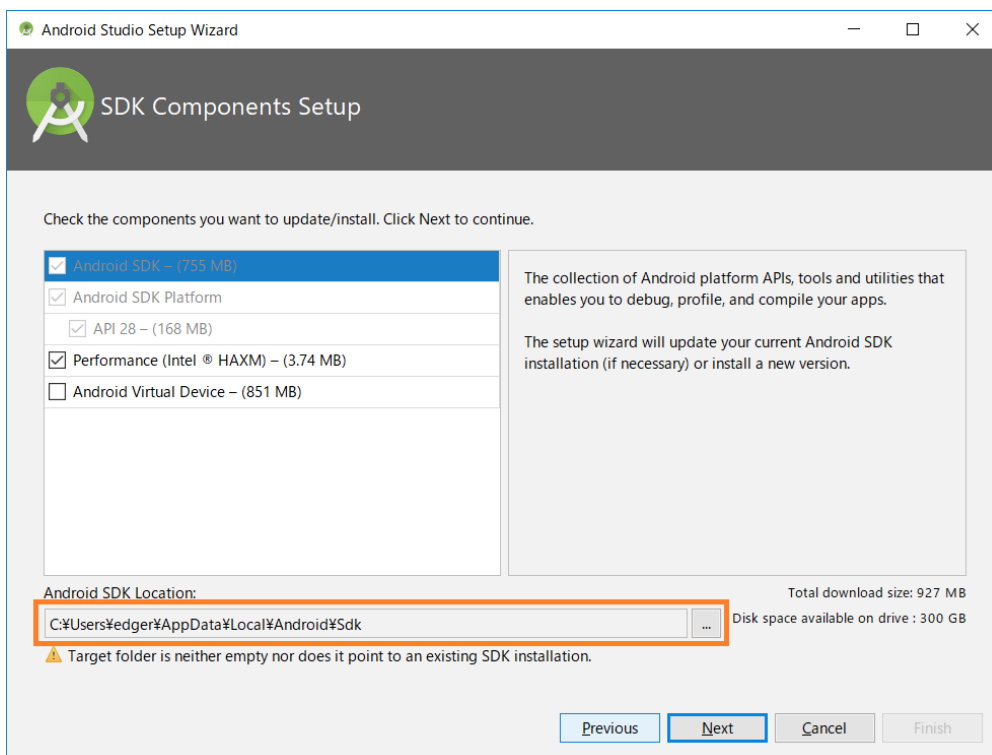 Android Studio Setup Wizard
SDK Components Setup
Check the components you want to update/install. Click Next to continue.
Android SDK – (755 MB)
Android SDK Platform
API 28 – (168 MB)
Performance (Intel ® HAXM) – (3.74 MB)
Android Virtual Device – (851 MB)
The collection of Android platform APIs, tools and utilities that
enables you to debug, profile, and compile your apps.
The setup wizard will update your current Android SDK
installation (if necessary) or install a new version.
Android SDK Location:
Total download size: 927 MB
C:¥Users¥edger¥AppData¥Local¥Android¥Sdk
...
Disk space available on drive : 300 GB
Target folder is neither empty nor does it point to an existing SDK installation.
Previous
Next
Cancel
Finish